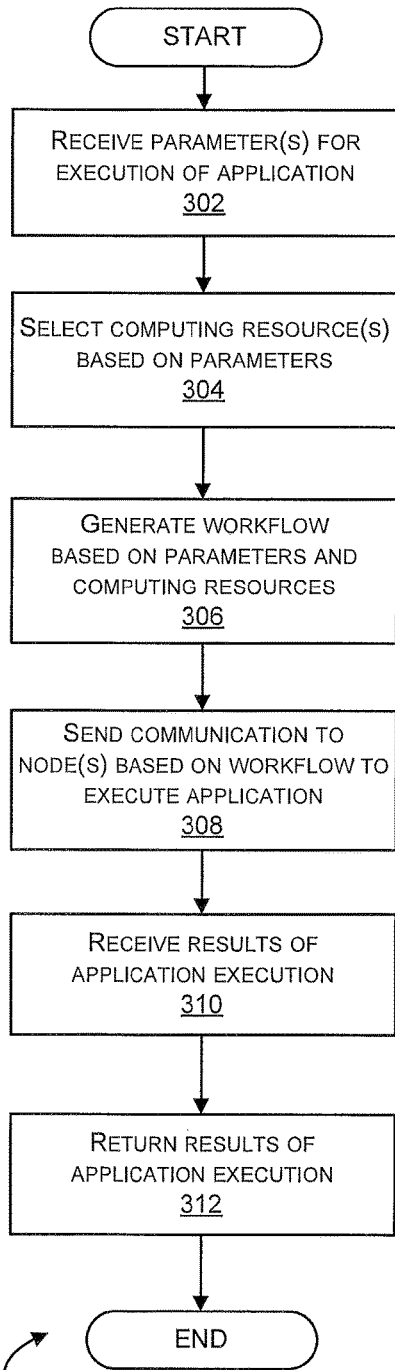 START
RECEIVE PARAMETER(S) FOR
EXECUTION OF APPLICATION
302
SELECT COMPUTING RESOURCE(S)
BASED ON PARAMETERS
304
GENERATE WORKFLOW
BASED ON PARAMETERS AND
COMPUTING RESOURCES
306
SEND COMMUNICATION TO
NODE(S) BASED ON WORKFLOW TO
EXECUTE APPLICATION
308
RECEIVE RESULTS OF
APPLICATION EXECUTION
310
RETURN RESULTS OF
APPLICATION EXECUTION
312
END